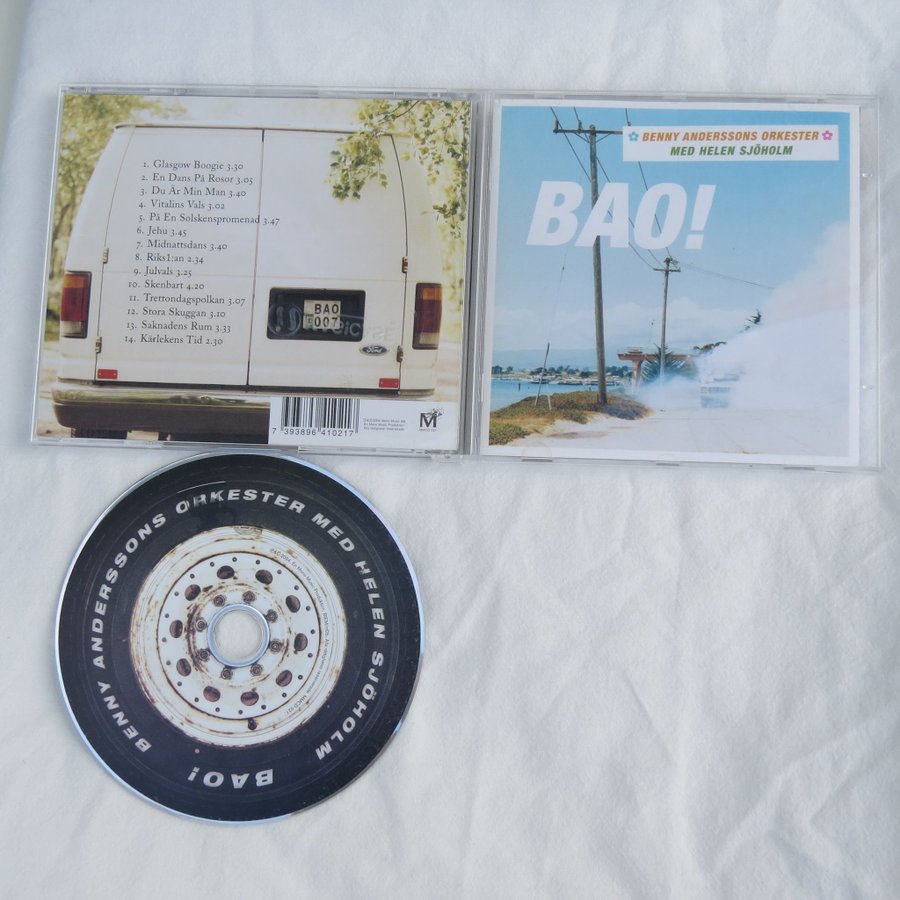 1. Glasgow Boogie 3.30
2. En Dans På Rosor 3.05
3. Du Är Min Man 3.40
4. Vitalins Vals 3.02
5. På En Solskenspromenad 3.47
6. Jehu 3.45
7. Midnattsdans 3.40
8. Riks1:an 2.34
9. Julvals 3.25
10. Skenbart 4.20
11. Trettondagspolkan 3.07
12. Stora Skuggan 3.10
13. Saknadens Rum 3.33
14. Kärlekens Tid 2.30
BAO
007
Ford
7 393896 410217
M
BENNY ANDERSSONS ORKESTER
MED HELEN SJÖHOLM
BAO!
BENNY ANDERSSONS ORKESTER MED HELEN SJÖHOLM
BAO!